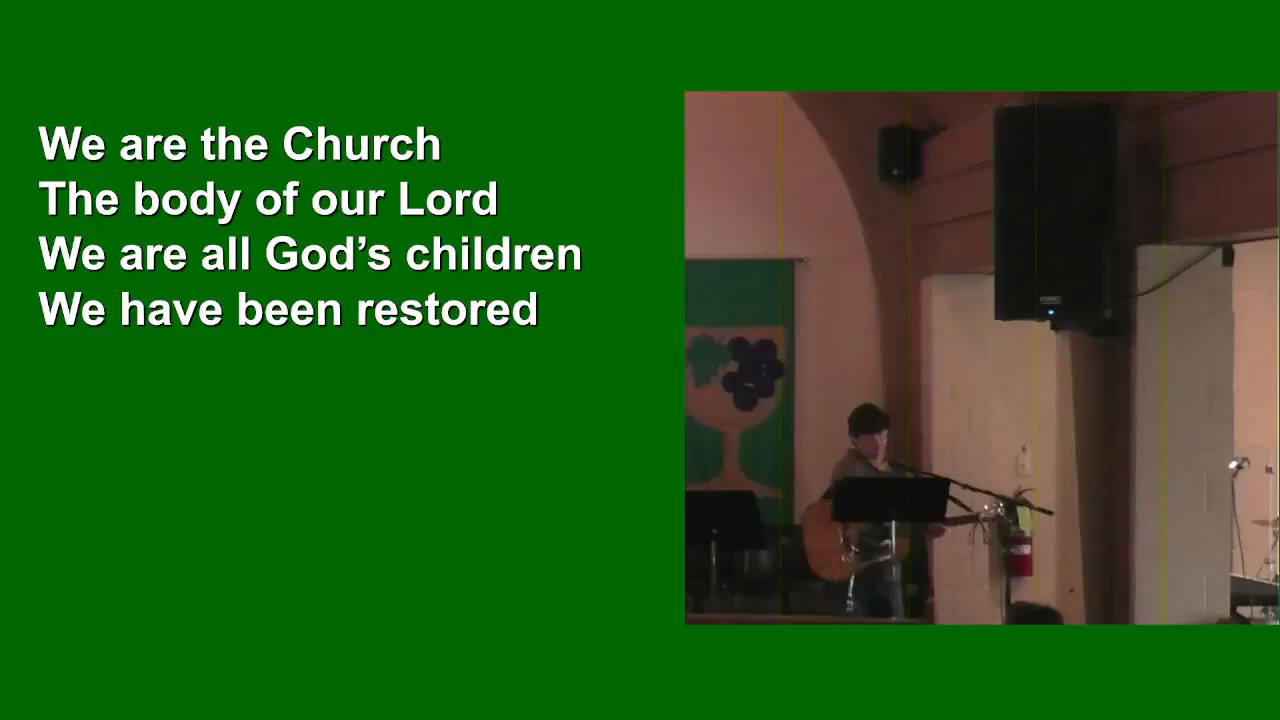 We are the Church
The body of our Lord
We are all God’s children
We have been restored